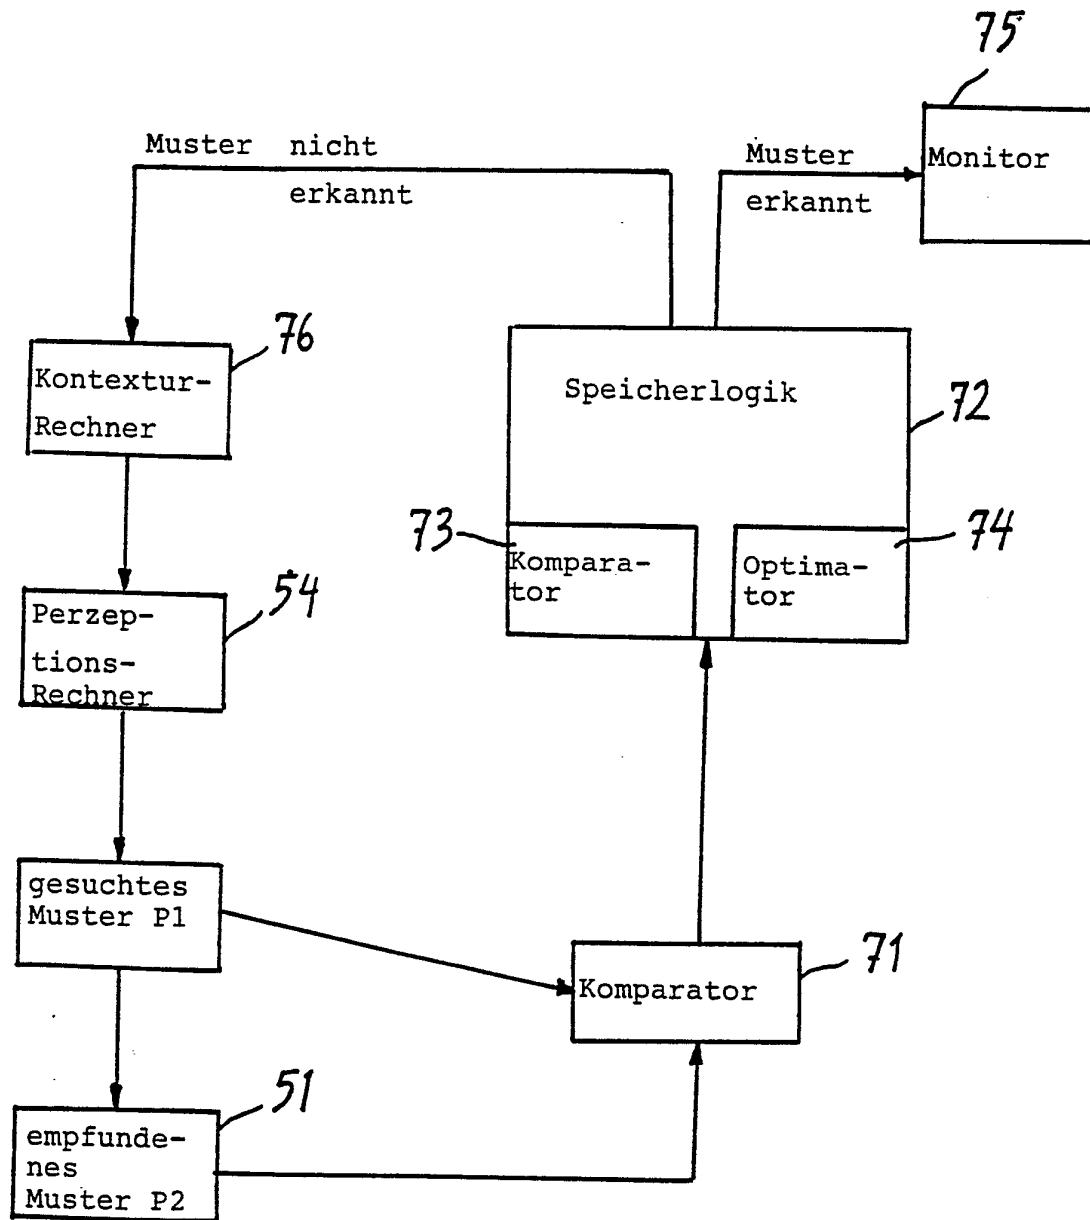 75
Muster nicht
erkannt
Muster
erkannt
Monitor
76
Kontextur-
Rechner
Speicherlogik
72
73
Kompara-
tor
74
Optima-
tor
54
Perzep-
tions-
Rechner
gesuchtes
Muster P1
71
Komparator
51
empfunde-
nes
Muster P2